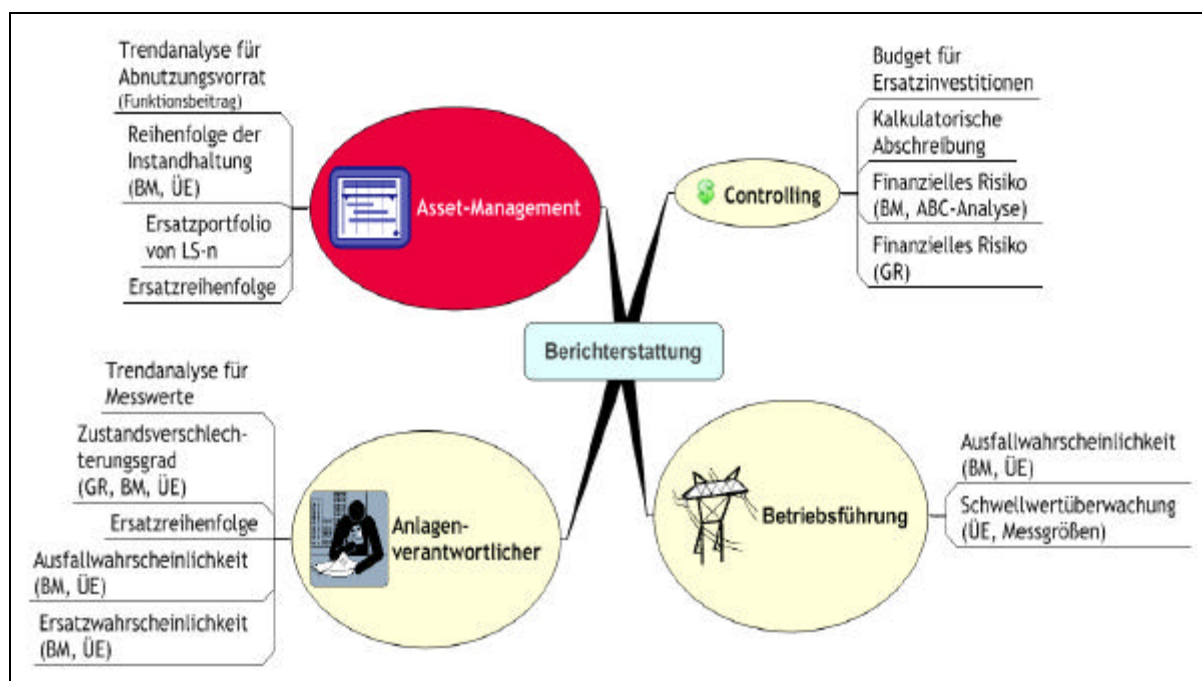 Trendanalyse für
Abnutzungsvorrat
(Funktionsbeitrag)
Reihenfolge der
Instandhaltung
(BM, ÜE)
Ersatzportfolio
von LS-n
Ersatzreihenfolge
Asset-Management
Controlling
Budget für
Ersatzinvestitionen
Kalkulatorische
Abschreibung
Finanzielles Risiko
(BM, ABC-Analyse)
Finanzielles Risiko
(GR)
Berichterstattung
Trendanalyse für
Messwerte
Zustandsverschlech-
terungsgrad
(GR, BM, ÜE)
Ersatzreihenfolge
Ausfallwahrscheinlichkeit
(BM, ÜE)
Ersatzwahrscheinlichkeit
(BM, ÜE)
Anlagen-
verantwortlicher
Betriebsführung
Ausfallwahrscheinlichkeit
(BM, ÜE)
Schwellwertüberwachung
(ÜE, Messgrößen)